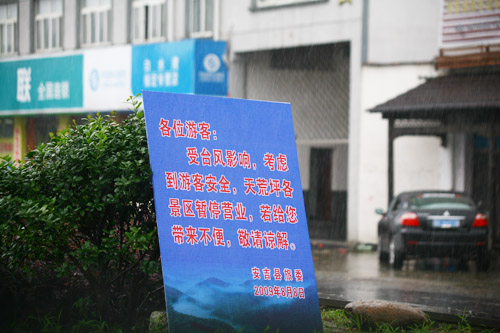 各位游客：
受台风影响，考虑
到游客安全，天荒坪各
景区暂停营业，若给您
带来不便，敬请谅解。
安吉县旅委
2009年8月8日